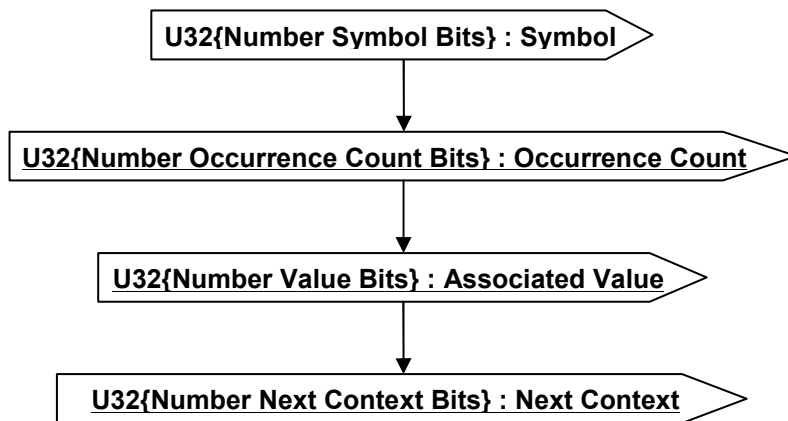 U32{Number Symbol Bits} : Symbol
U32{Number Occurrence Count Bits} : Occurrence Count
U32{Number Value Bits} : Associated Value
U32{Number Next Context Bits} : Next Context